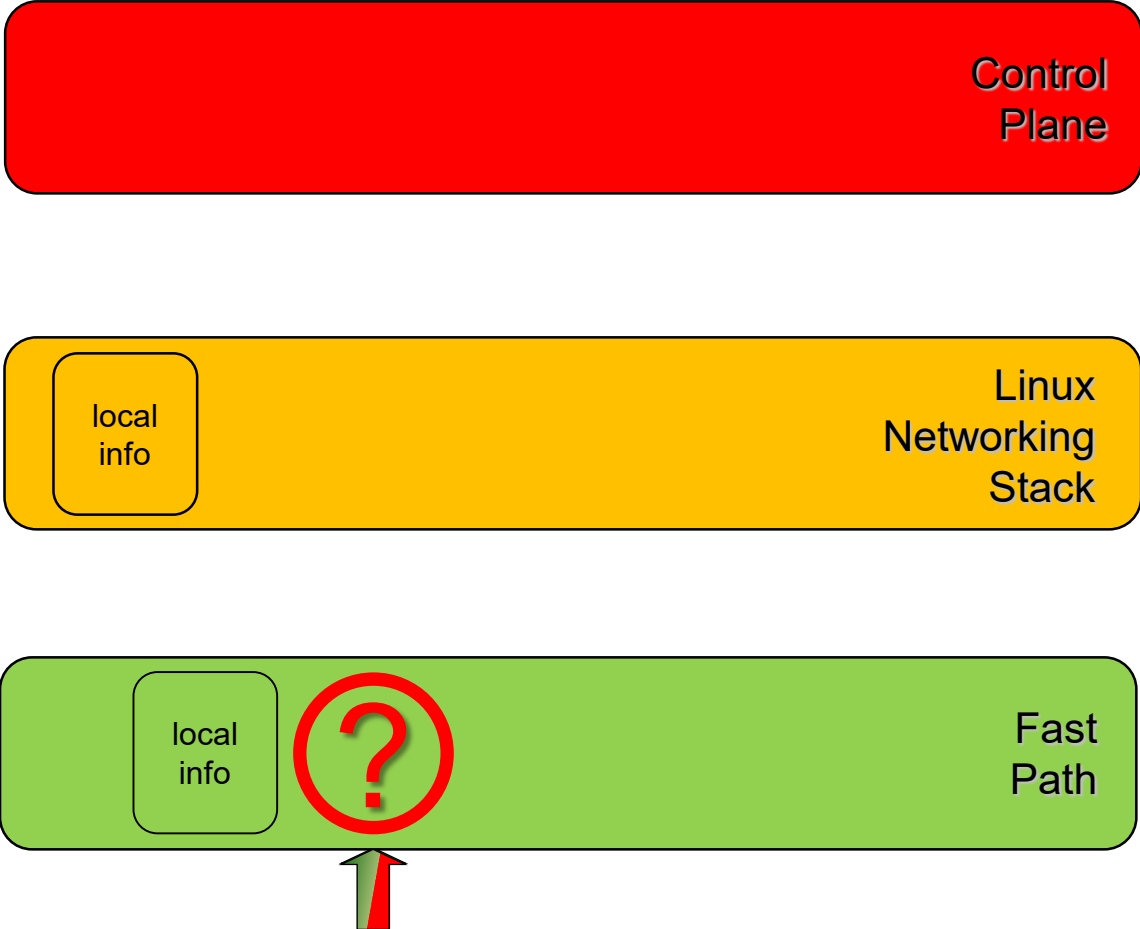 Control
Plane
local
info
Linux
Networking
Stack
local
info
?
Fast
Path